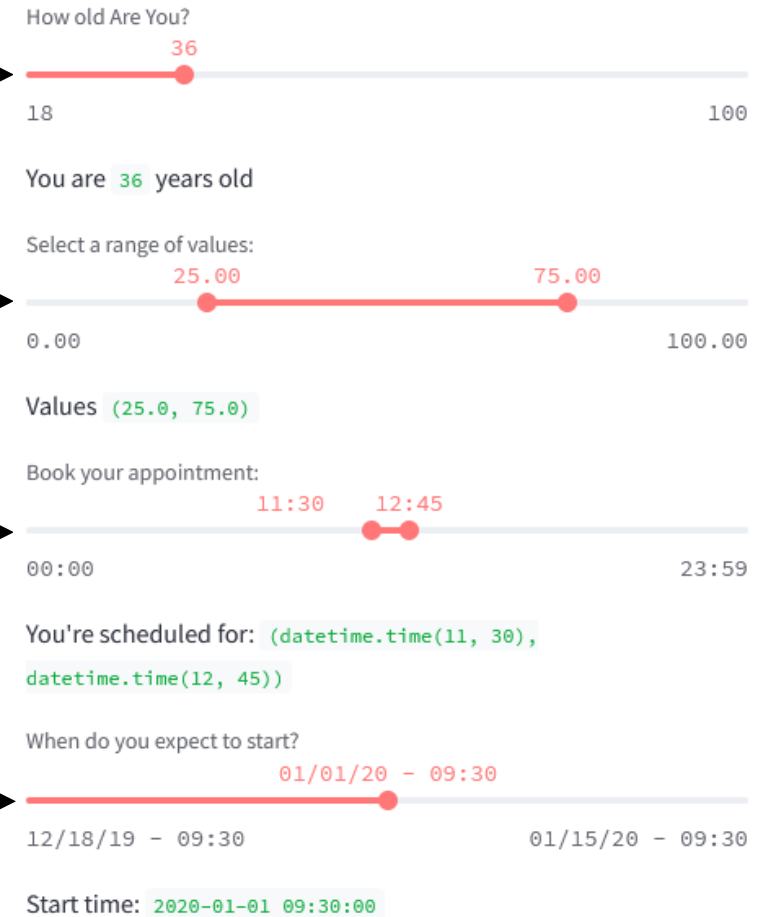 How old Are You?
36
18 100
You are 36 years old
Select a range of values:
25.00 75.00
0.00 100.00
Values (25.0, 75.0)
Book your appointment:
11:30 12:45
00:00 23:59
You're scheduled for: (datetime.time(11, 30),
datetime.time(12, 45))
When do you expect to start?
01/01/20 - 09:30
12/18/19 - 09:30 01/15/20 - 09:30
Start time: 2020-01-01 09:30:00